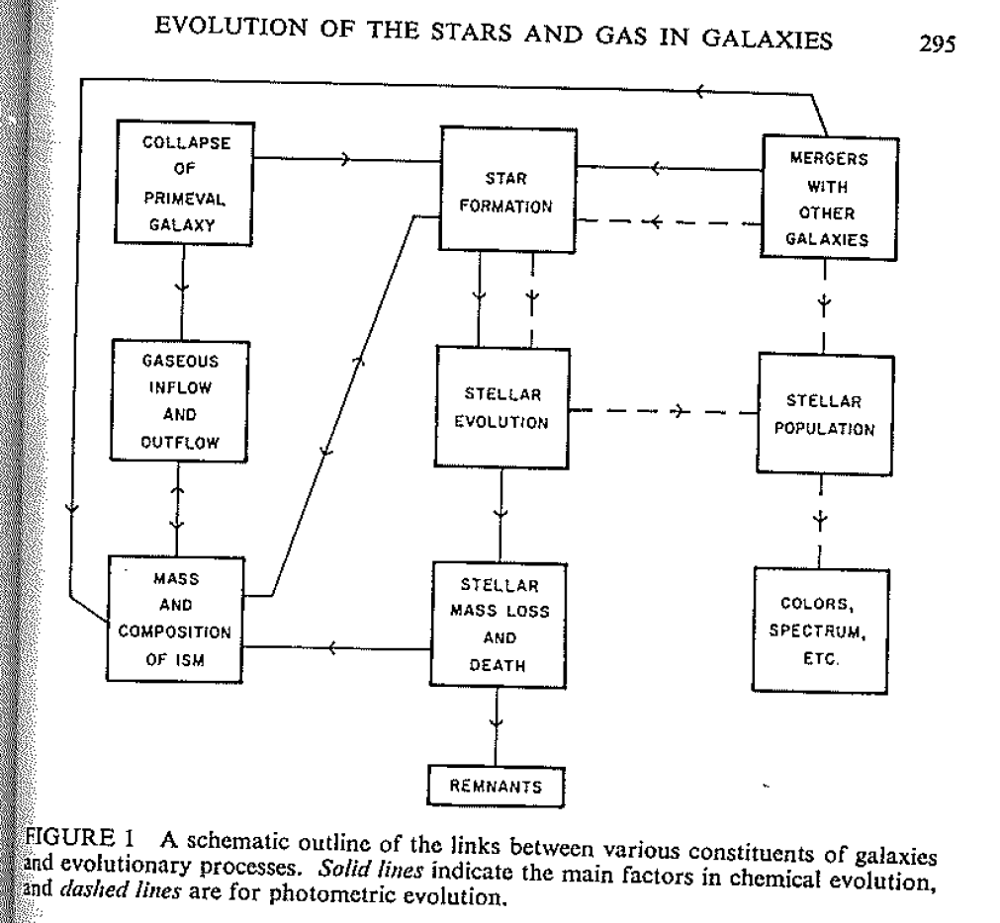 EVOLUTION OF THE STARS AND GAS IN GALAXIES 295
COLLAPSE
OF
PRIMEVAL
GALAXY
STAR
FORMATION
MERGERS
WITH
OTHER
GALAXIES
GASEOUS
INFLOW
AND
OUTFLOW
STELLAR
EVOLUTION
STELLAR
POPULATION
MASS
AND
COMPOSITION
OF ISM
STELLAR
MASS LOSS
AND
DEATH
COLORS,
SPECTRUM,
ETC.
REMNANTS
FIGURE 1 A schematic outline of the links between various constituents of galaxies
and evolutionary processes. Solid lines indicate the main factors in chemical evolution,
and dashed lines are for photometric evolution.